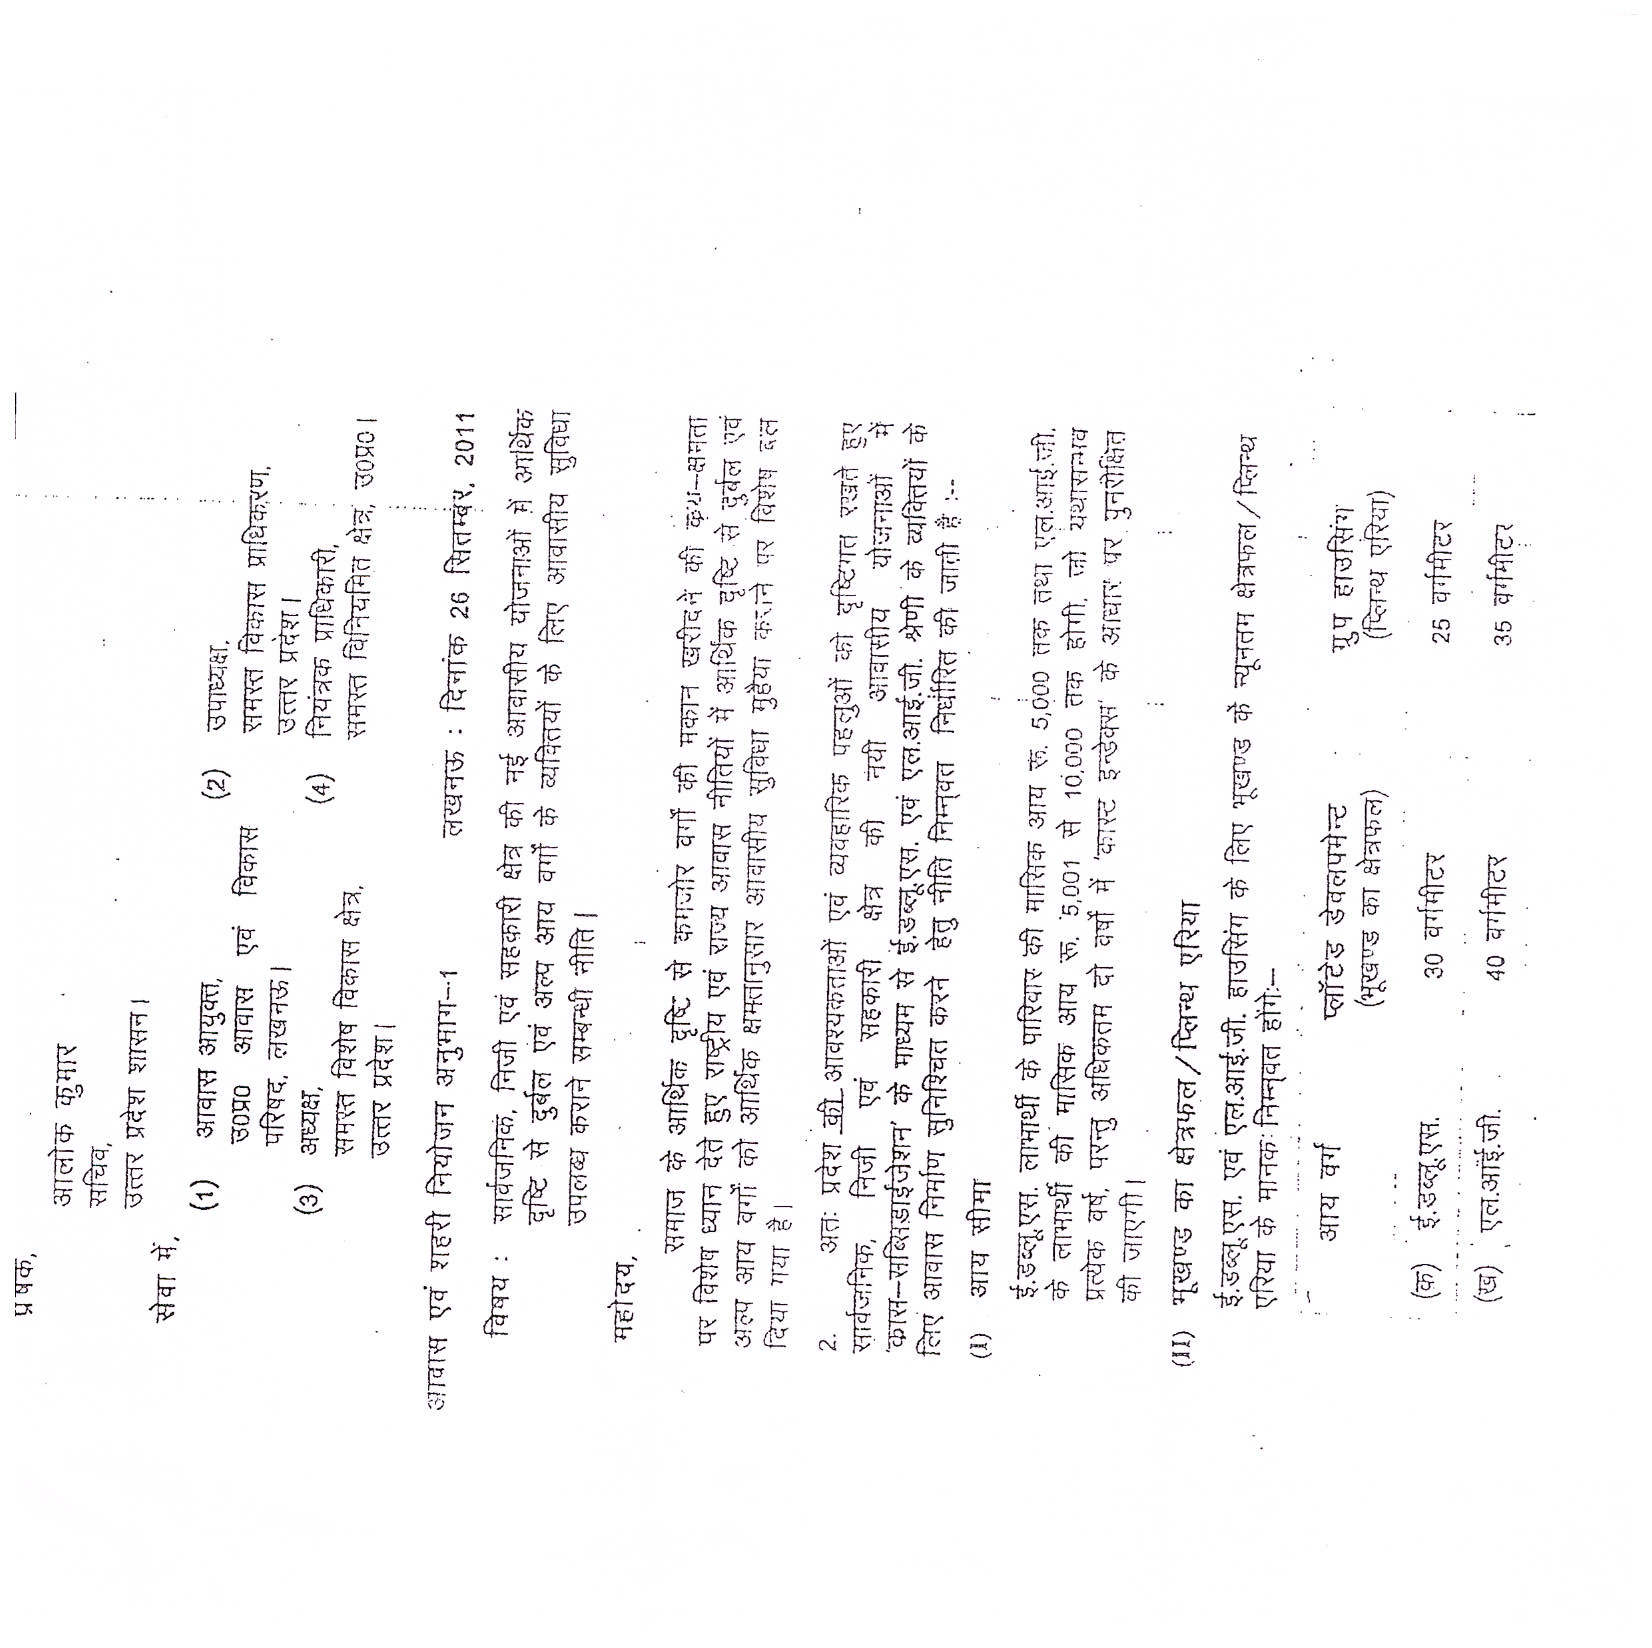 प्रेषक,
आलोक कुमार
सचिव,
उत्तर प्रदेश शासन।
सेवा में,
(1) आवास आयुक्त, (2) उपाध्यक्ष,
उ0प्र0 आवास एवं विकास समस्त विकास प्राधिकरण,
परिषद, लखनऊ। उत्तर प्रदेश।
(3) अध्यक्ष, (4) नियंत्रक प्राधिकारी,
समस्त विशेष विकास क्षेत्र, समस्त विनियमित क्षेत्र, उ0प्र0।
उत्तर प्रदेश।
आवास एवं शहरी नियोजन अनुभाग–1 लखनऊ : दिनांक 26 सितम्बर, 2011
विषय : सार्वजनिक, निजी एवं सहकारी क्षेत्र की नई आवासीय योजनाओं में आर्थिक
दृष्टि से दुर्बल एवं अल्प आय वर्गों के व्यक्तियों के लिए आवासीय सुविधा
उपलब्ध कराने सम्बन्धी नीति।
महोदय,
समाज के आर्थिक दृष्टि से कमजोर वर्गों की मकान खरीदने की क्रय–क्षमता
पर विशेष ध्यान देते हुए राष्ट्रीय एवं राज्य आवास नीतियों में आर्थिक दृष्टि से दुर्बल एवं
अल्प आय वर्गों को आर्थिक क्षमतानुसार आवासीय सुविधा मुहैया कराने पर विशेष बल
दिया गया है।
2. अतः प्रदेश की आवश्यकताओं एवं व्यवहारिक पहलुओं को दृष्टिगत रखते हुए
सार्वजनिक, निजी एवं सहकारी क्षेत्र की नयी आवासीय योजनाओं में
'क्रास–सब्सिडाईजेशन' के माध्यम से ई.डब्लू.एस. एवं एल.आई.जी. श्रेणी के व्यक्तियों के
लिए आवास निर्माण सुनिश्चित करने हेतु नीति निम्नवत निर्धारित की जाती है :--
(I) आय सीमा
ई.डब्लू.एस. लाभार्थी के परिवार की मासिक आय रू. 5,000 तक तथा एल.आई.जी.
के लाभार्थी की मासिक आय रू. 5,001 से 10,000 तक होगी, जो यथासम्भव
प्रत्येक वर्ष, परन्तु अधिकतम दो वर्षों में 'कास्ट इन्डेक्स' के आधार पर पुनरीक्षित
की जाएगी।
(II) भूखण्ड का क्षेत्रफल/प्लिन्थ एरिया
ई.डब्लू.एस. एवं एल.आई.जी. हाउसिंग के लिए भूखण्ड के न्यूनतम क्षेत्रफल/प्लिन्थ
एरिया के मानक निम्नवत होंगे:–
आय वर्ग प्लॉटेड डेवलपमेन्ट ग्रुप हाउसिंग
(भूखण्ड का क्षेत्रफल) (प्लिन्थ एरिया)
(क) ई.डब्लू.एस. 30 वर्गमीटर 25 वर्गमीटर
(ख) एल.आई.जी. 40 वर्गमीटर 35 वर्गमीटर